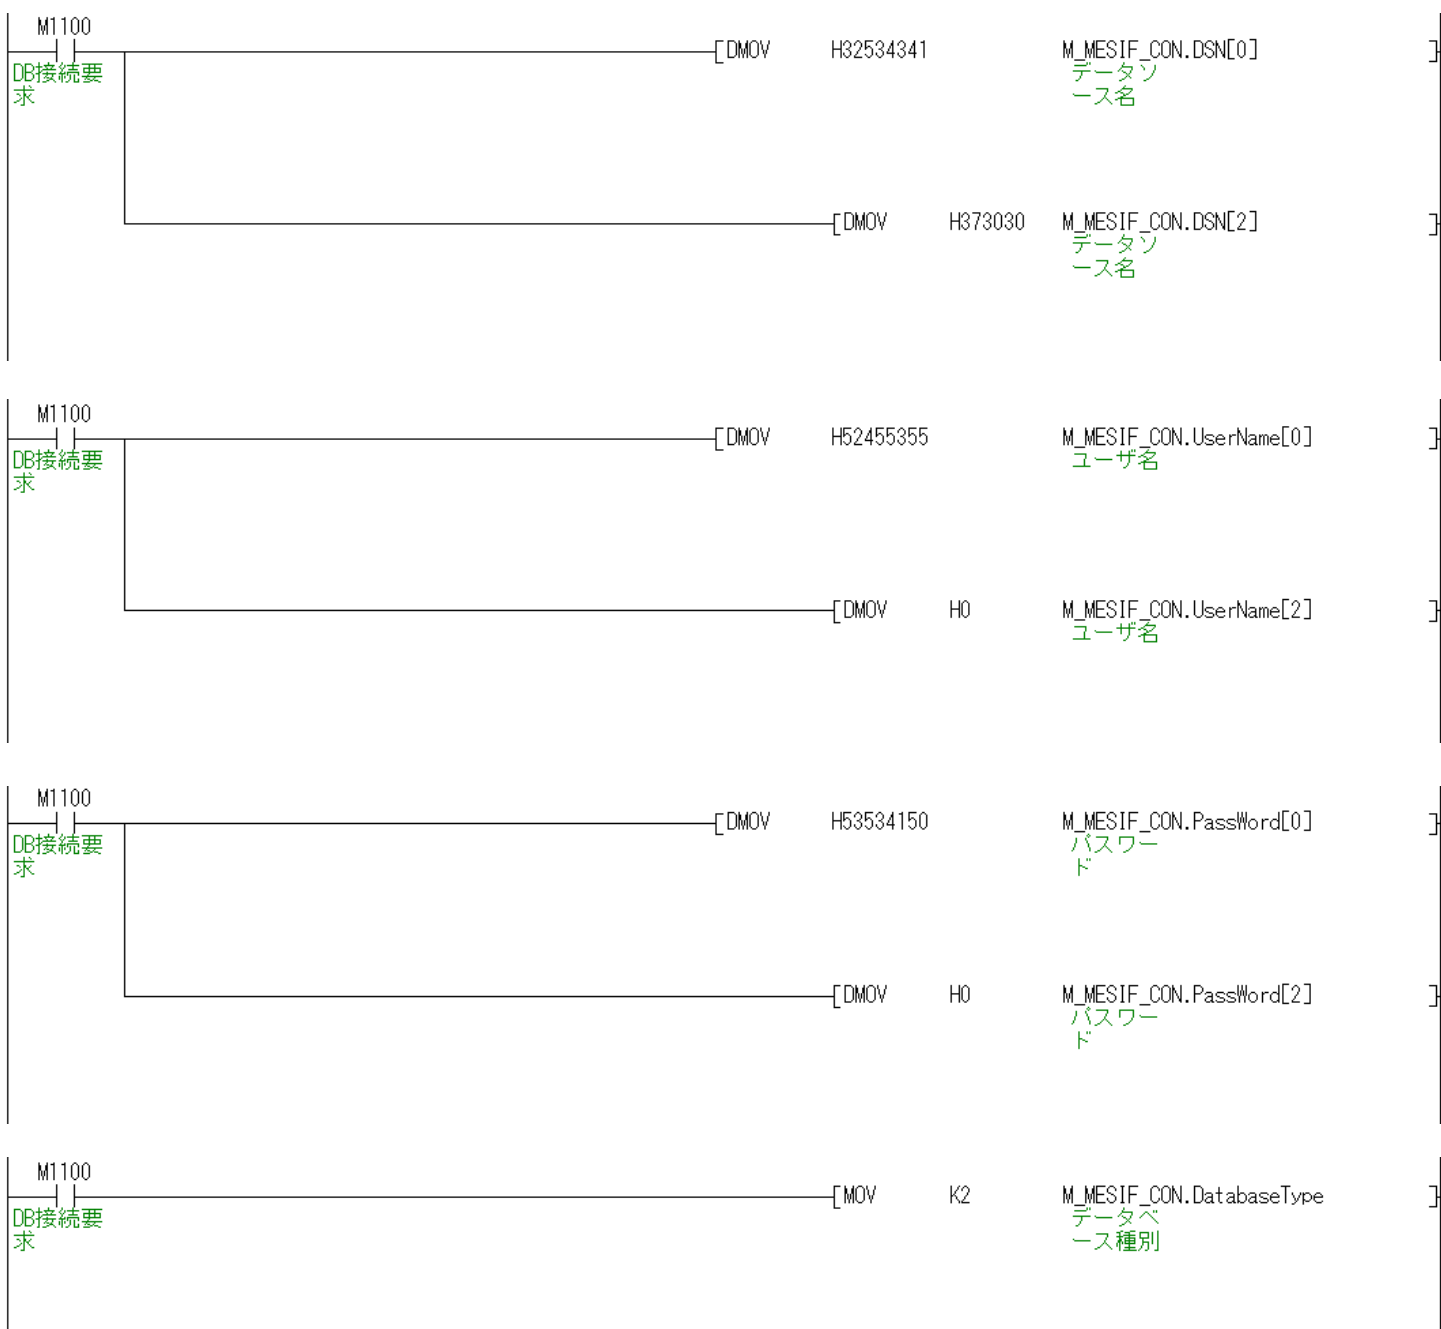 M1100
DMOV H32534341 M_MESIF_CON.DSN[0]
DB接続要
求
データソ
ース名
DMOV H373030 M_MESIF_CON.DSN[2]
データソ
ース名
M1100
DMOV H52455355 M_MESIF_CON.UserName[0]
DB接続要
求
ユーザ名
DMOV H0 M_MESIF_CON.UserName[2]
ユーザ名
M1100
DMOV H53534150 M_MESIF_CON.PassWord[0]
DB接続要
求
パスワー
ド
DMOV H0 M_MESIF_CON.PassWord[2]
パスワー
ド
M1100
MOV K2 M_MESIF_CON.DatabaseType
DB接続要
求
データベ
ース種別